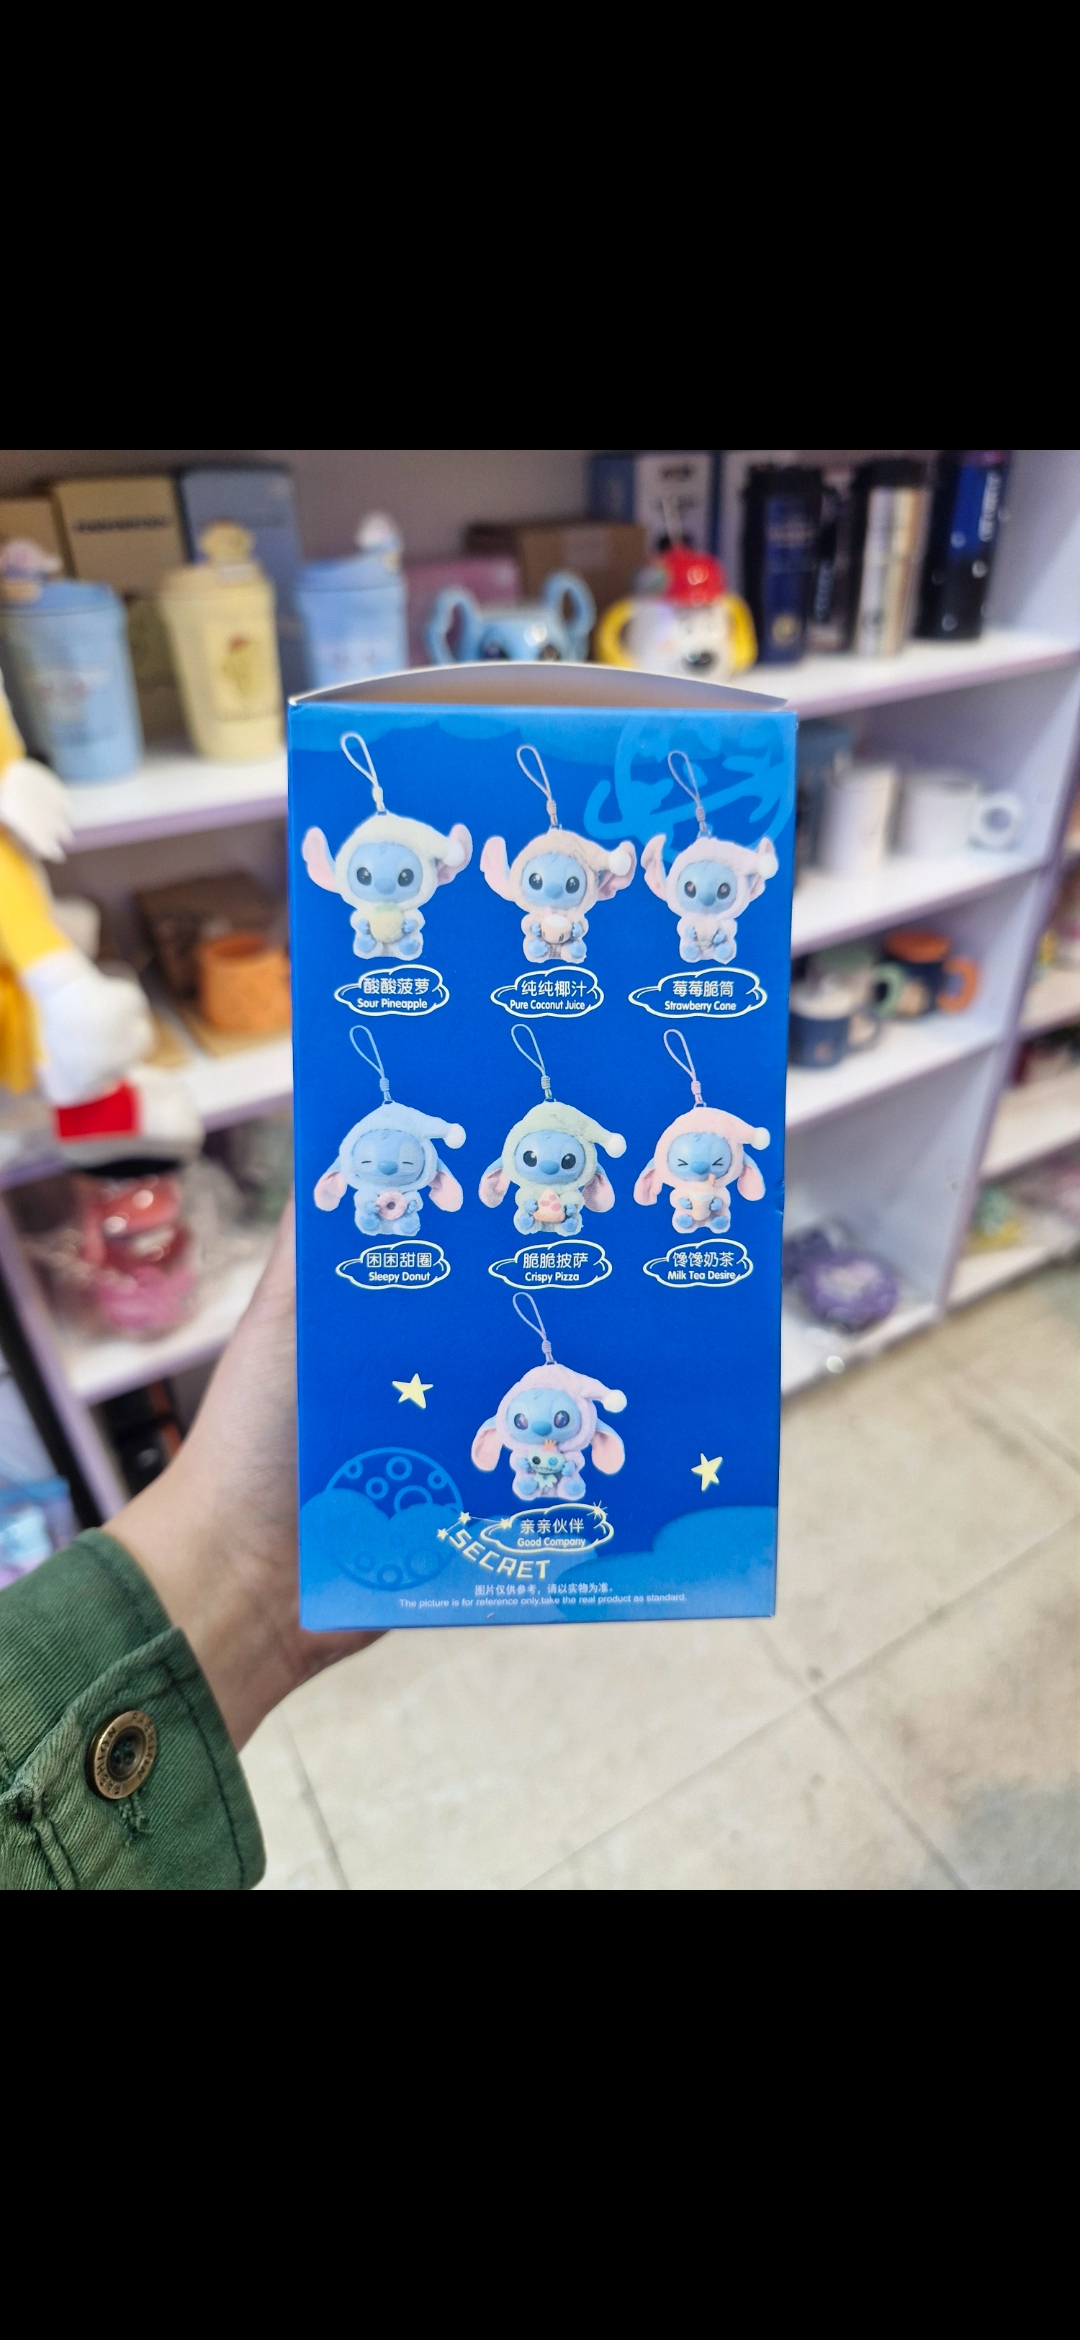 酸酸菠萝
Sour Pineapple
纯纯椰汁
Pure Coconut Juice
莓莓脆筒
Strawberry Cone
困困甜圈
Sleepy Donut
脆脆披萨
Crispy Pizza
馋馋奶茶
Milk Tea Desire
亲亲伙伴
Good Company
SECRET
图片仅供参考，请以实物为准。
The picture is for reference only,take the real product as standard.